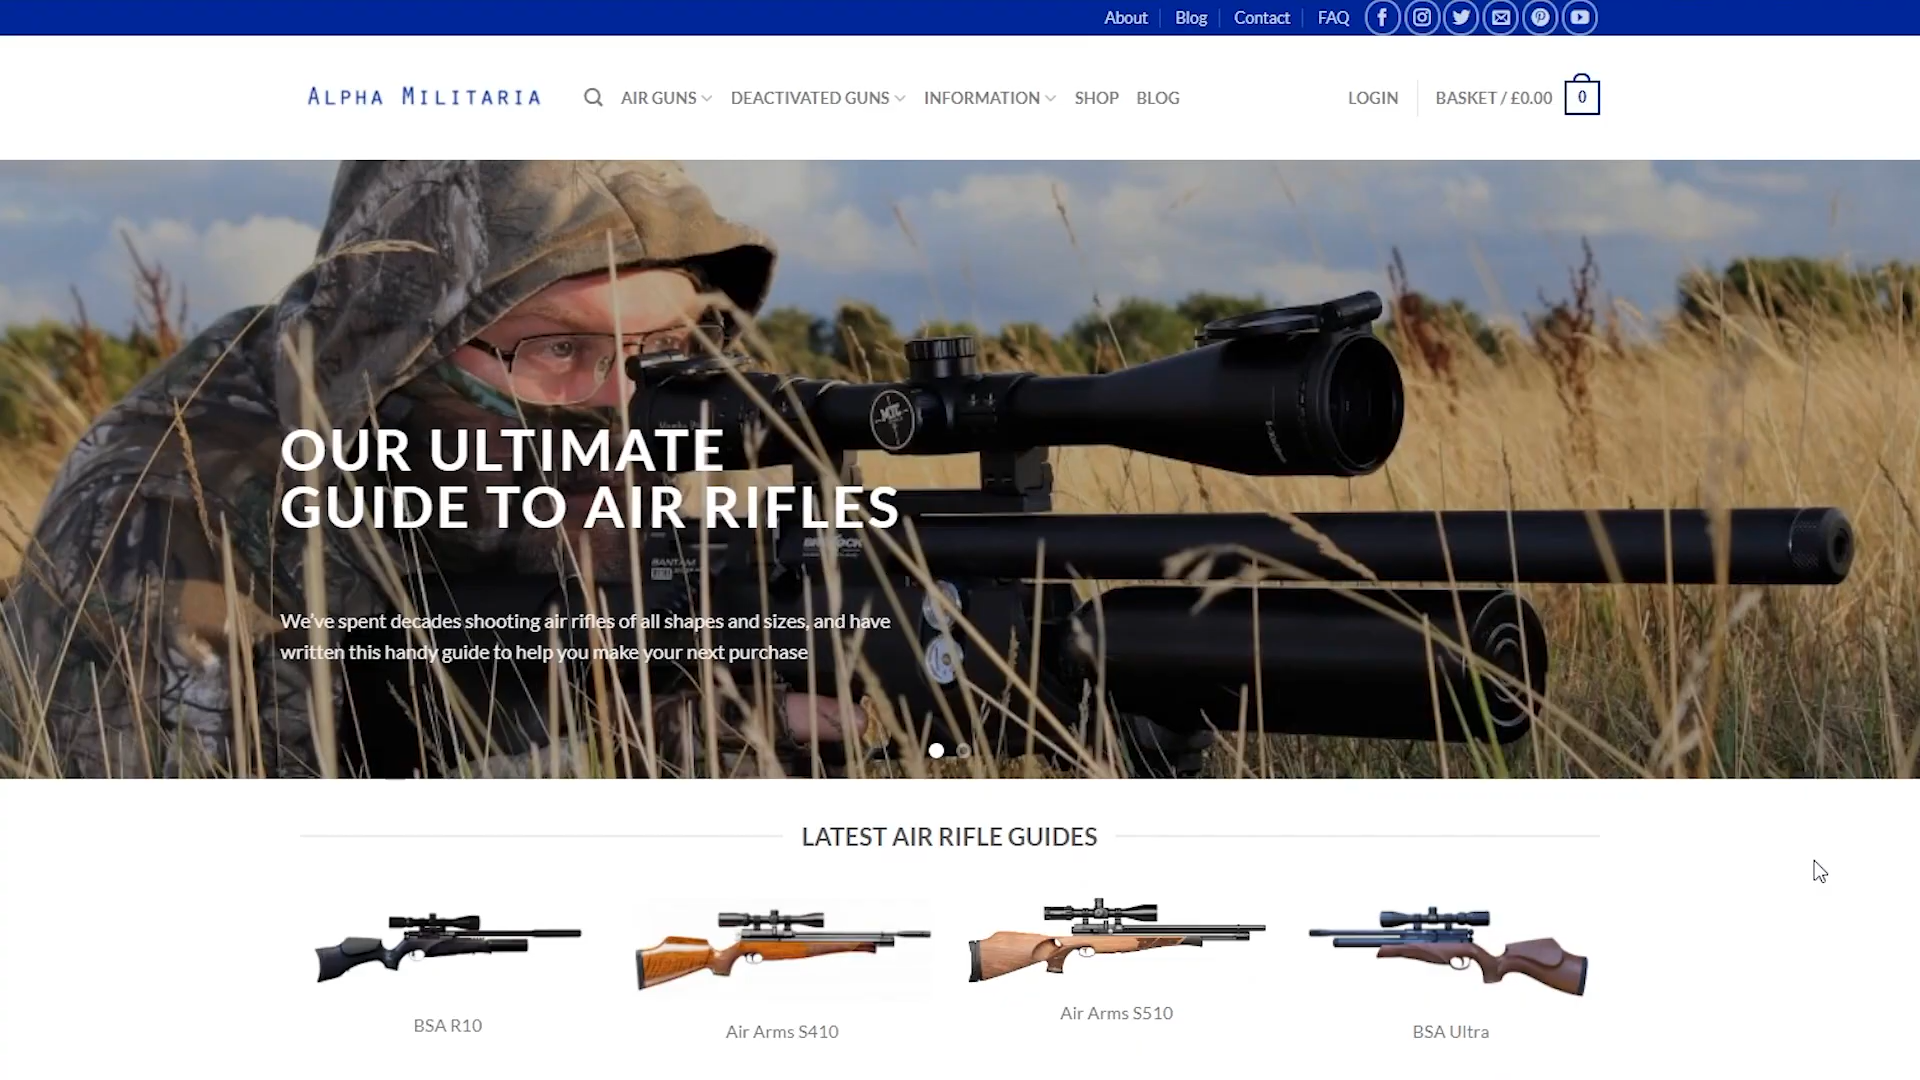 About
Blog
Contact
FAQ
ALPHA MILITARIA
AIR GUNS
DEACTIVATED GUNS
INFORMATION
SHOP
BLOG
LOGIN
BASKET / £0.00
0
MTC
OUR ULTIMATE
GUIDE TO AIR RIFLES
BANTAM
We've spent decades shooting air rifles of all shapes and sizes, and have
written this handy guide to help you make your next purchase
LATEST AIR RIFLE GUIDES
BSA R10
Air Arms S410
Air Arms S510
BSA Ultra